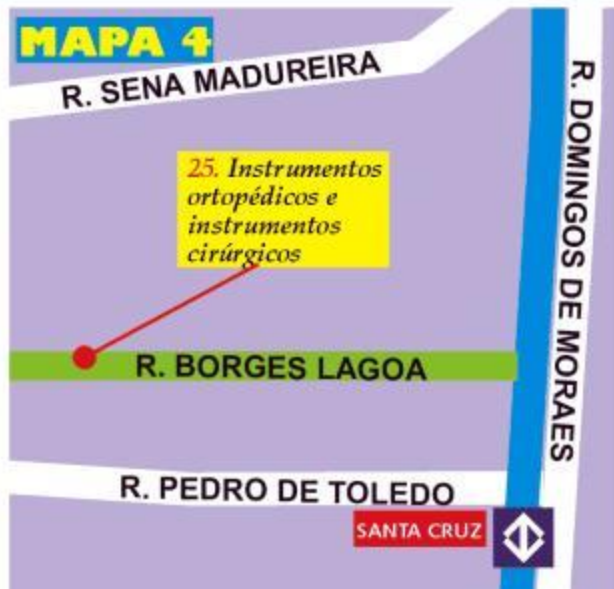 MAPA 4
R. SENA MADUREIRA
R. DOMINGOS DE MORAES
25. Instrumentos
ortopédicos e
instrumentos
cirúrgicos
R. BORGES LAGOA
R. PEDRO DE TOLEDO
SANTA CRUZ